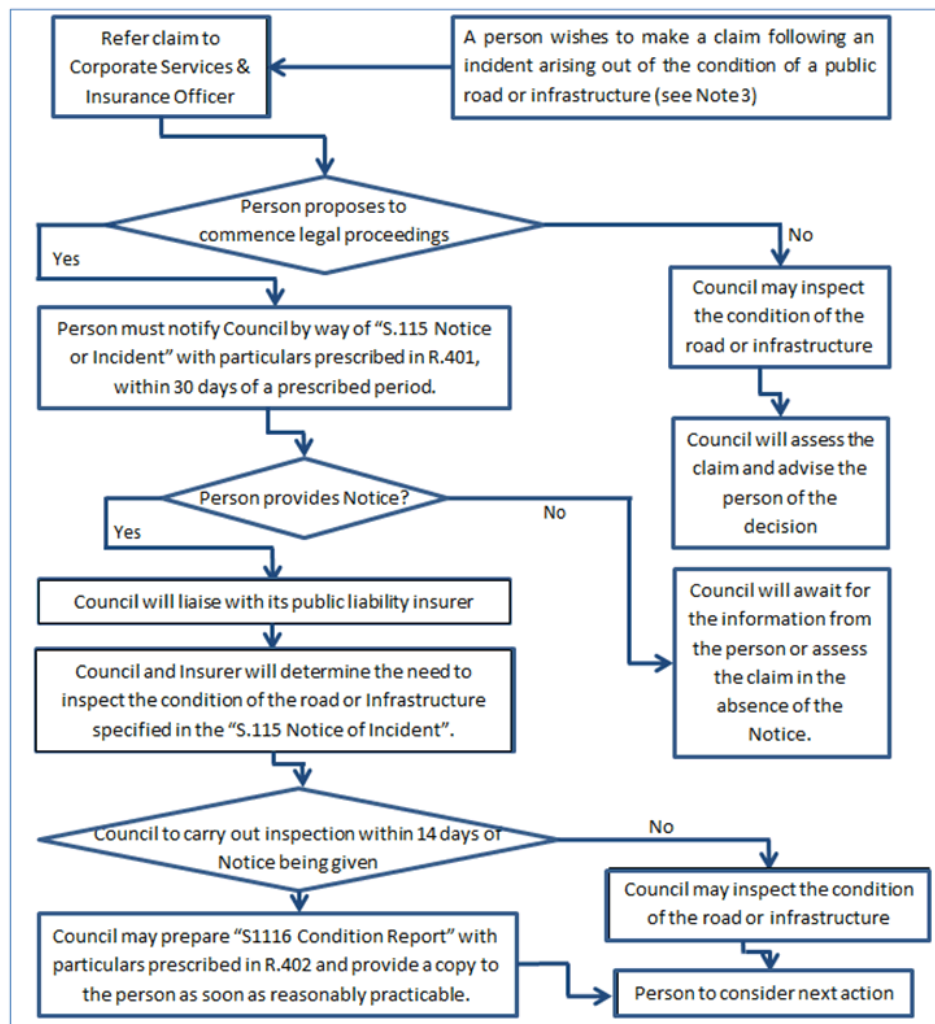 Refer claim to
Corporate Services &
Insurance Officer
A person wishes to make a claim following an
incident arising out of the condition of a public
road or infrastructure (see Note3)
Person proposes to
commence legal proceedings
No
Yes
Council may inspect
the condition of the
road or infrastructure
Person must notify Council by way of “S.115 Notice
or Incident” with particulars prescribed in R.401,
within 30 days of a prescribed period.
Council will assess the
claim and advise the
person of the
decision
Person provides Notice?
No
Yes
Council will liaise with its public liability insurer
Council will await for
the information from
the person or assess
the claim in the
absence of the
Notice.
Council and Insurer will determine the need to
inspect the condition of the road or Infrastructure
specified in the “S.115 Notice of Incident”.
Council to carry out inspection within 14 days of
Notice being given
No
Council may inspect the condition
of the road or infrastructure
Council may prepare “S1116 Condition Report” with
particulars prescribed in R.402 and provide a copy to
the person as soon as reasonably practicable.
Person to consider next action